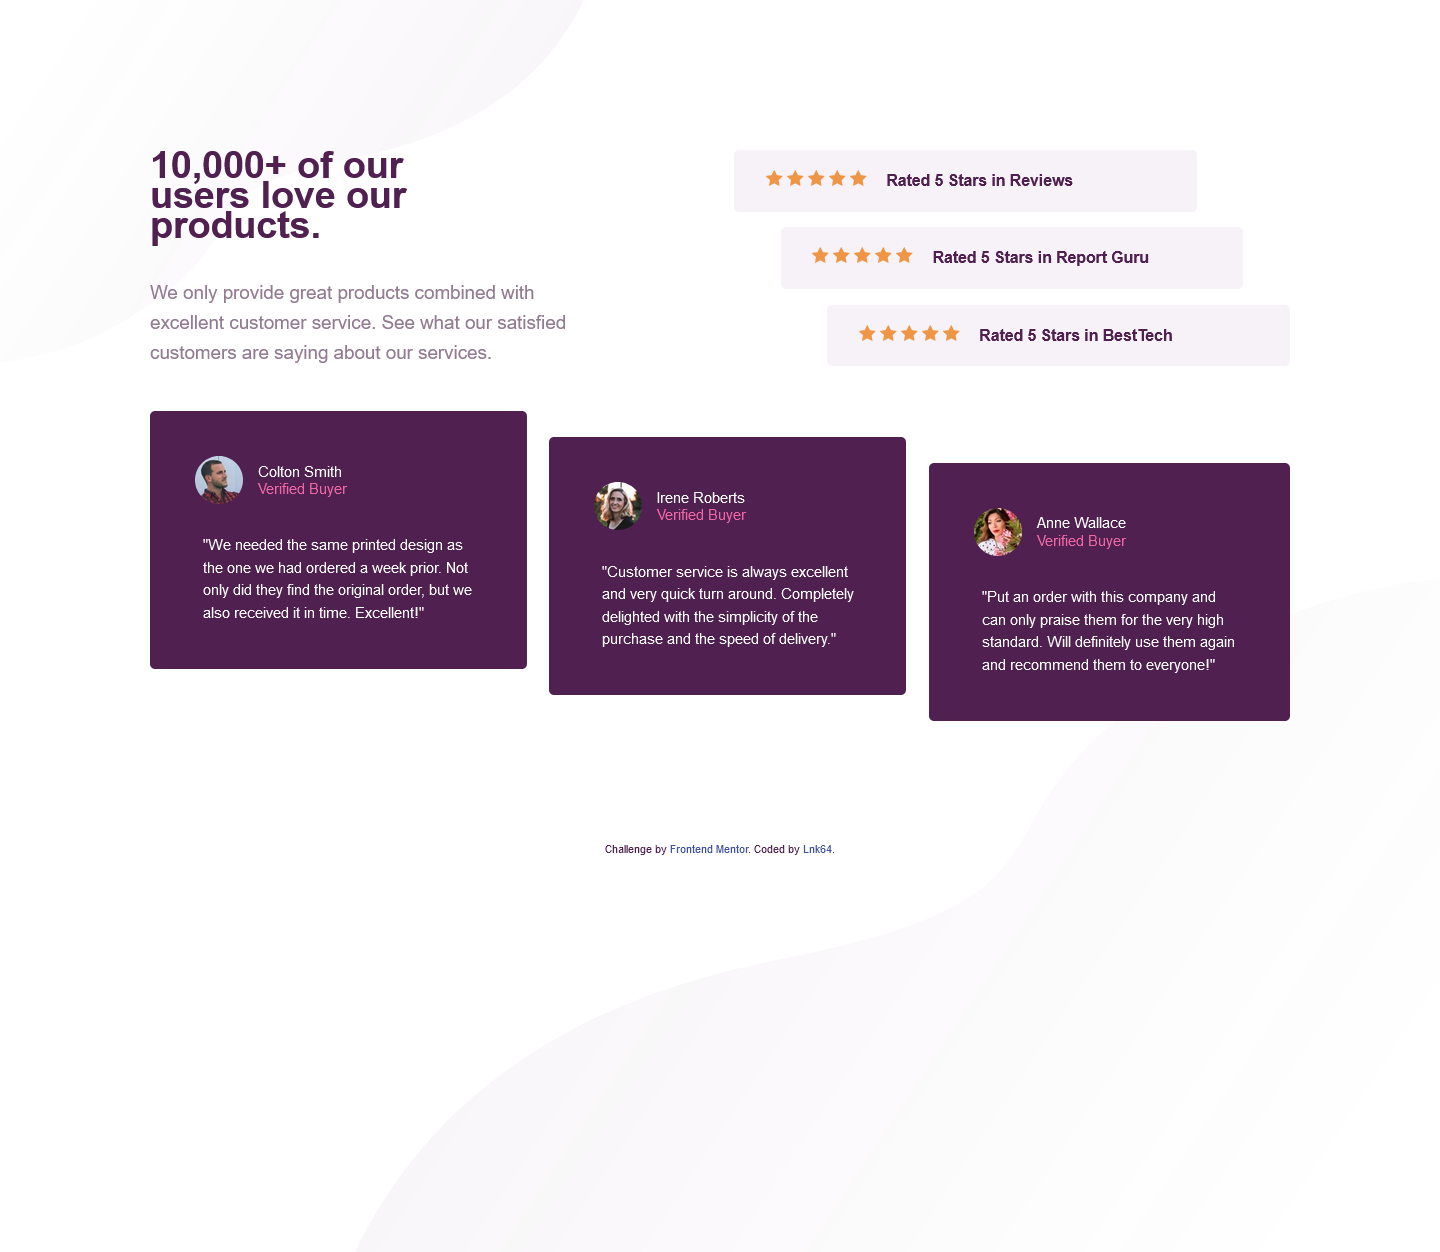 10,000+ of our
users love our
products.
We only provide great products combined with
excellent customer service. See what our satisfied
customers are saying about our services.
Rated 5 Stars in Reviews
Rated 5 Stars in Report Guru
Rated 5 Stars in BestTech
Colton Smith
Verified Buyer
"We needed the same printed design as
the one we had ordered a week prior. Not
only did they find the original order, but we
also received it in time. Excellent!"
Irene Roberts
Verified Buyer
"Customer service is always excellent
and very quick turn around. Completely
delighted with the simplicity of the
purchase and the speed of delivery."
Anne Wallace
Verified Buyer
"Put an order with this company and
can only praise them for the very high
standard. Will definitely use them again
and recommend them to everyone!"
Challenge by Frontend Mentor. Coded by Lnk64.